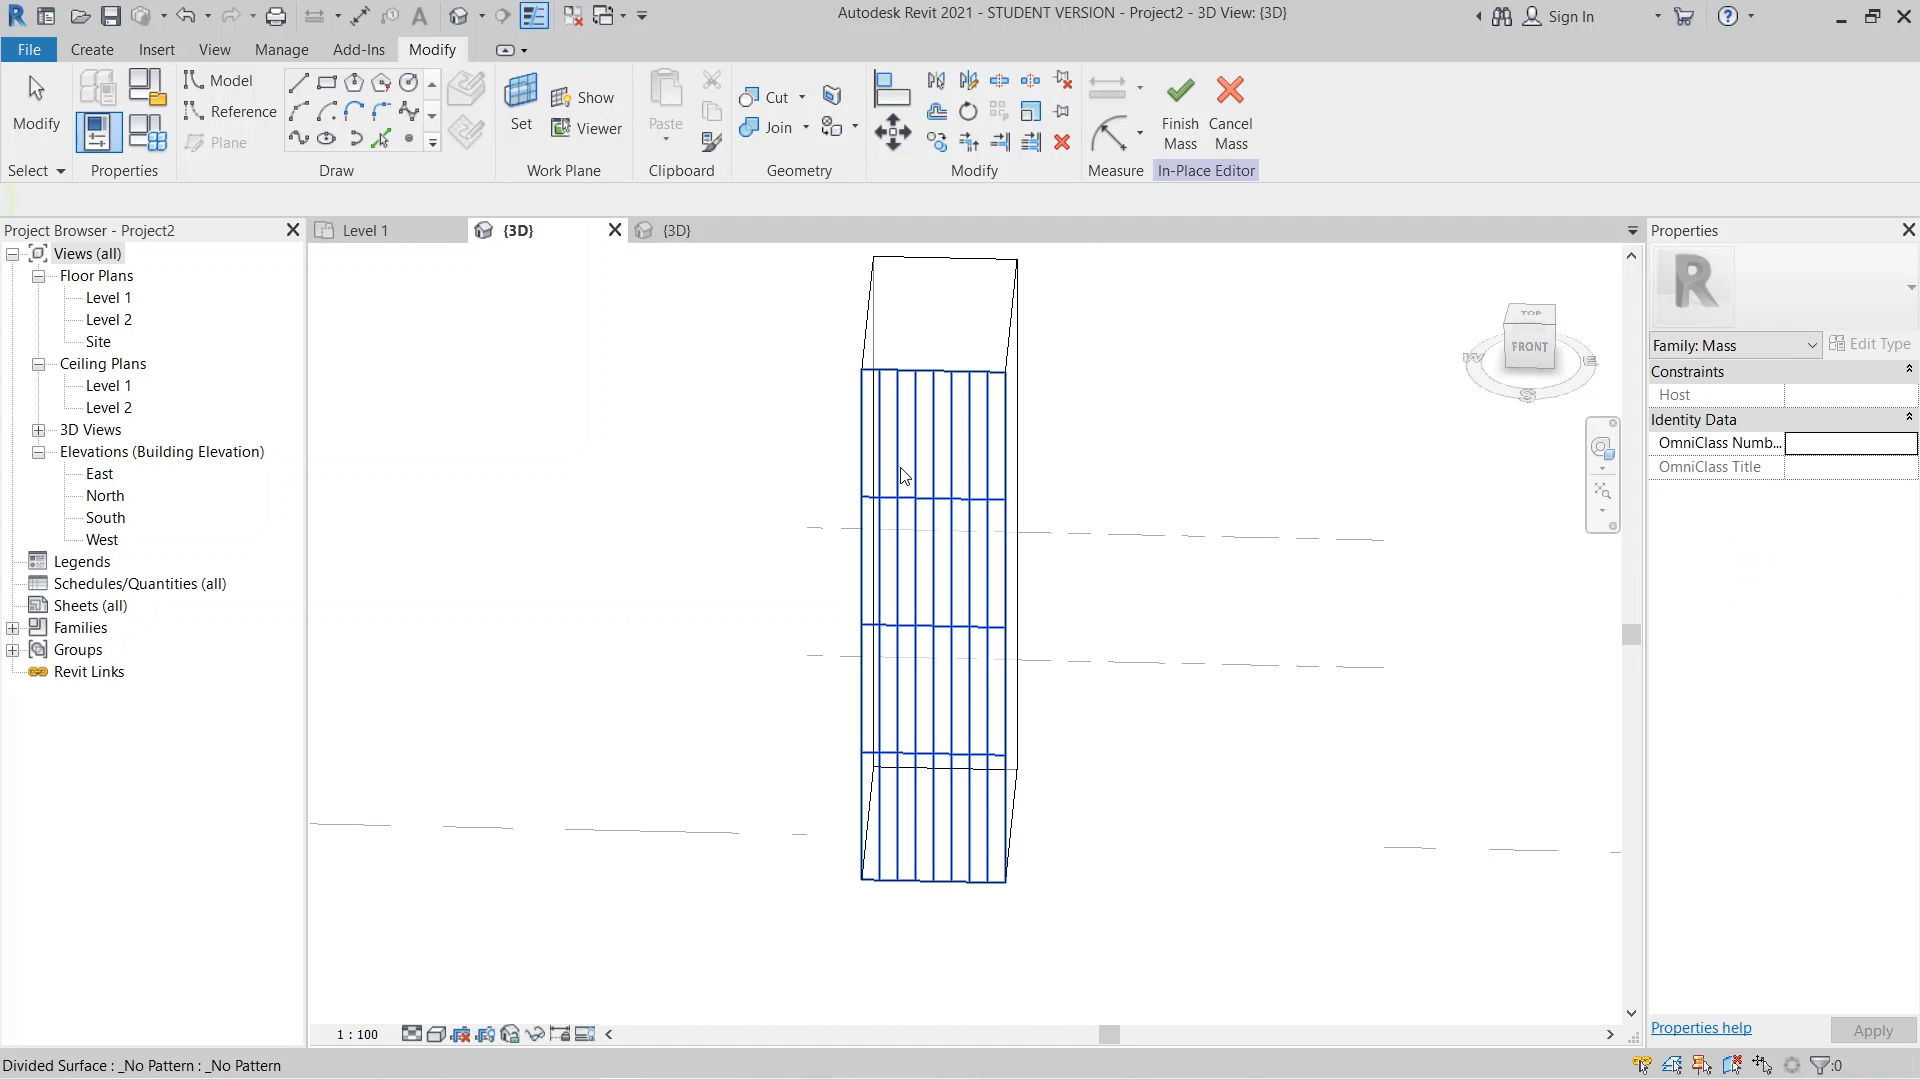 Autodesk Revit 2021 - STUDENT VERSION - Project2 - 3D View: {3D}
Sign In
File Create Insert View Manage Add-Ins Modify
Modify
Select
Properties
Model
Reference
Plane
Draw
Set
Show
Viewer
Work Plane
Paste
Clipboard
Cut
Join
Geometry
Modify
Measure
Finish Mass
Cancel Mass
In-Place Editor
Project Browser - Project2
Views (all)
Floor Plans
Level 1
Level 2
Site
Ceiling Plans
Level 1
Level 2
3D Views
Elevations (Building Elevation)
East
North
South
West
Legends
Schedules/Quantities (all)
Sheets (all)
Families
Groups
Revit Links
Level 1
{3D}
{3D}
TOP
FRONT
W
E
S
Properties
R
Family: Mass
Edit Type
Constraints
Host
Identity Data
OmniClass Numb...
OmniClass Title
Properties help
Apply
1 : 100
Divided Surface : _No Pattern : _No Pattern
:0